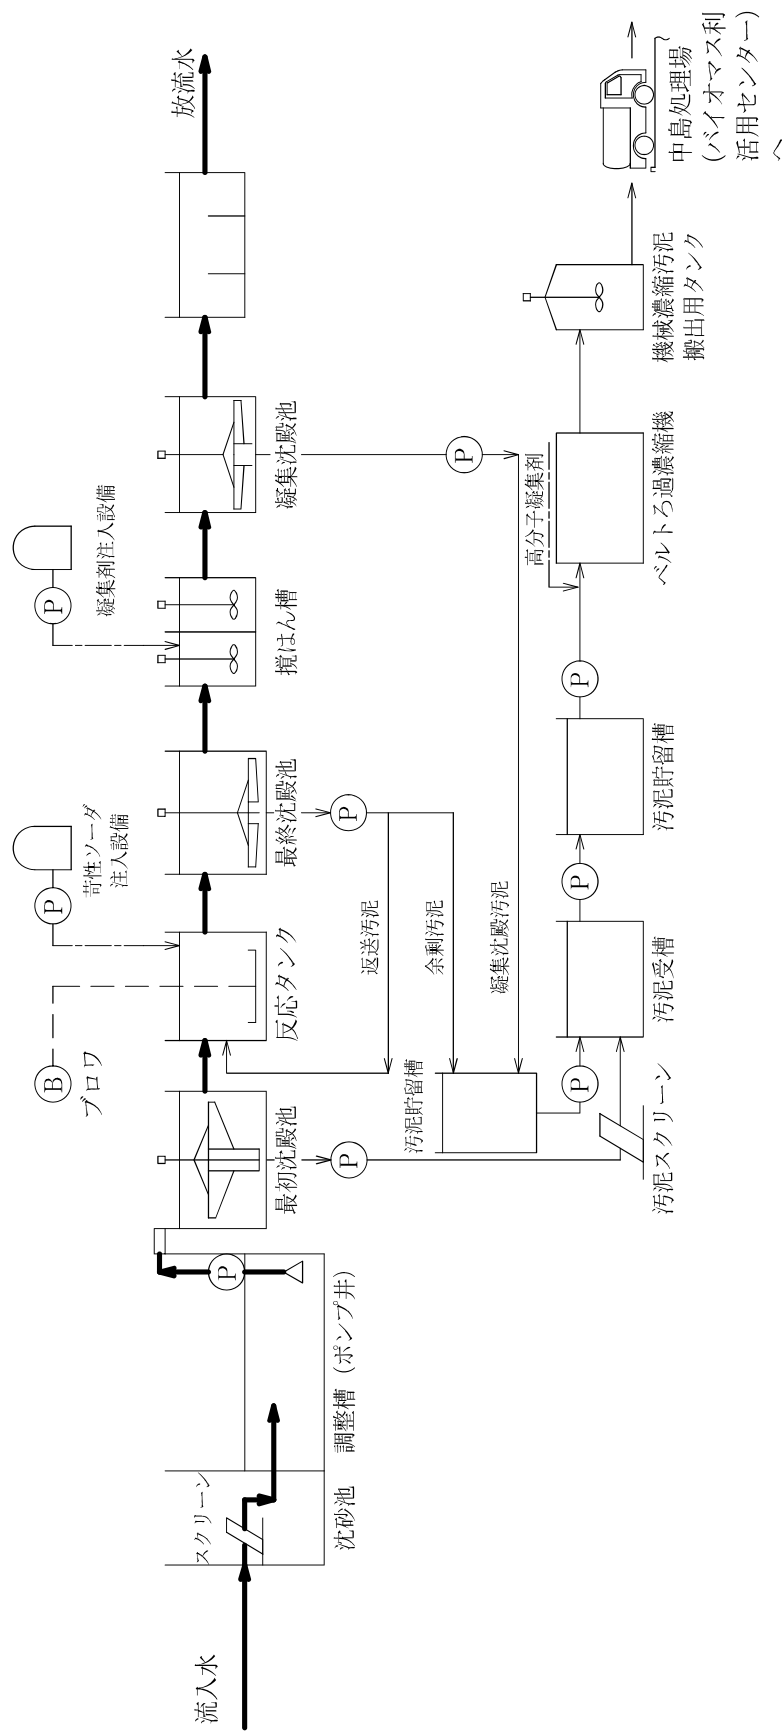 流入水
スクリーン
沈砂池
調整槽（ポンプ井）
P
最初沈殿池
P
B
ブロワ
反応タンク
P
苛性ソーダ
注入設備
最終沈殿池
P
返送汚泥
余剰汚泥
凝集沈殿汚泥
攪はん槽
P
凝集剤注入設備
凝集沈殿池
P
放流水
汚泥貯留槽
P
汚泥スクリーン
汚泥受槽
P
汚泥貯留槽
P
高分子凝集剤
ベルトろ過濃縮機
機械濃縮汚泥
搬出用タンク
中島処理場
(バイオマス利
活用センター)
へ